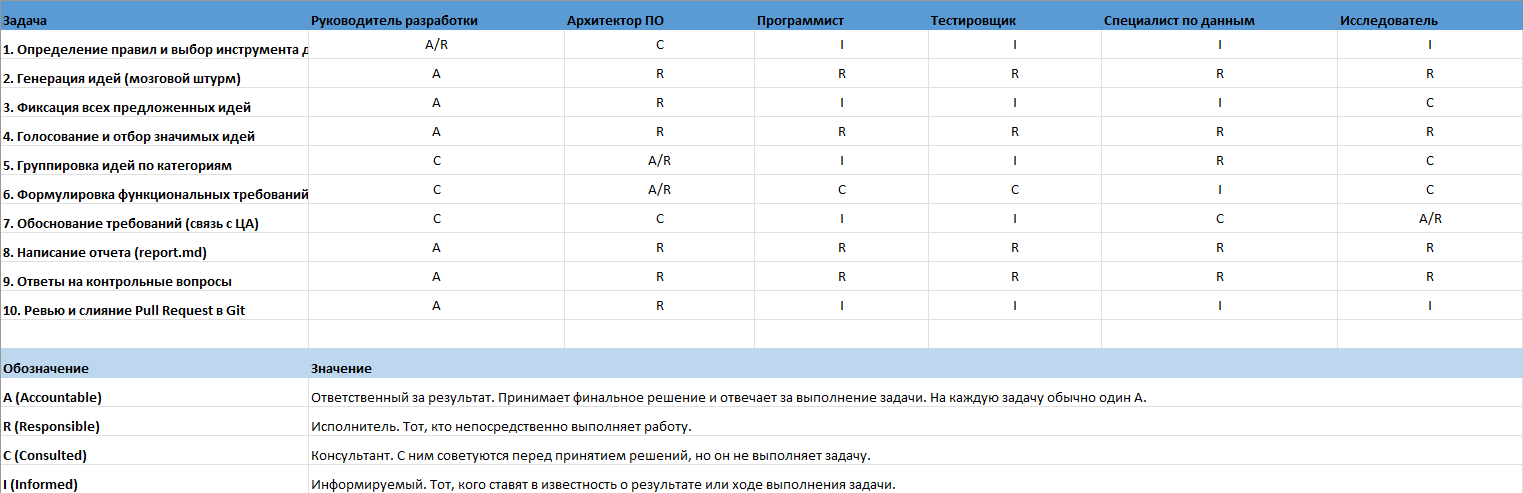 Задача Руководитель разработки Архитектор ПО Программист Тестировщик Специалист по данным Исследователь
1. Определение правил и выбор инструмента д A/R C I I I I
2. Генерация идей (мозговой штурм) A R R R R R
3. Фиксация всех предложенных идей A R I I I C
4. Голосование и отбор значимых идей A R R R R R
5. Группировка идей по категориям C A/R I I R C
6. Формулировка функциональных требований C A/R C C I C
7. Обоснование требований (связь с ЦА) C C I I C A/R
8. Написание отчета (report.md) A R R R R R
9. Ответы на контрольные вопросы A R R R R R
10. Ревью и слияние Pull Request в Git A R I I I I
Обозначение Значение
A (Accountable) Ответственный за результат. Принимает финальное решение и отвечает за выполнение задачи. На каждую задачу обычно один A.
R (Responsible) Исполнитель. Тот, кто непосредственно выполняет работу.
C (Consulted) Консультант. С ним советуются перед принятием решений, но он не выполняет задачу.
I (Informed) Информируемый. Тот, кого ставят в известность о результате или ходе выполнения задачи.